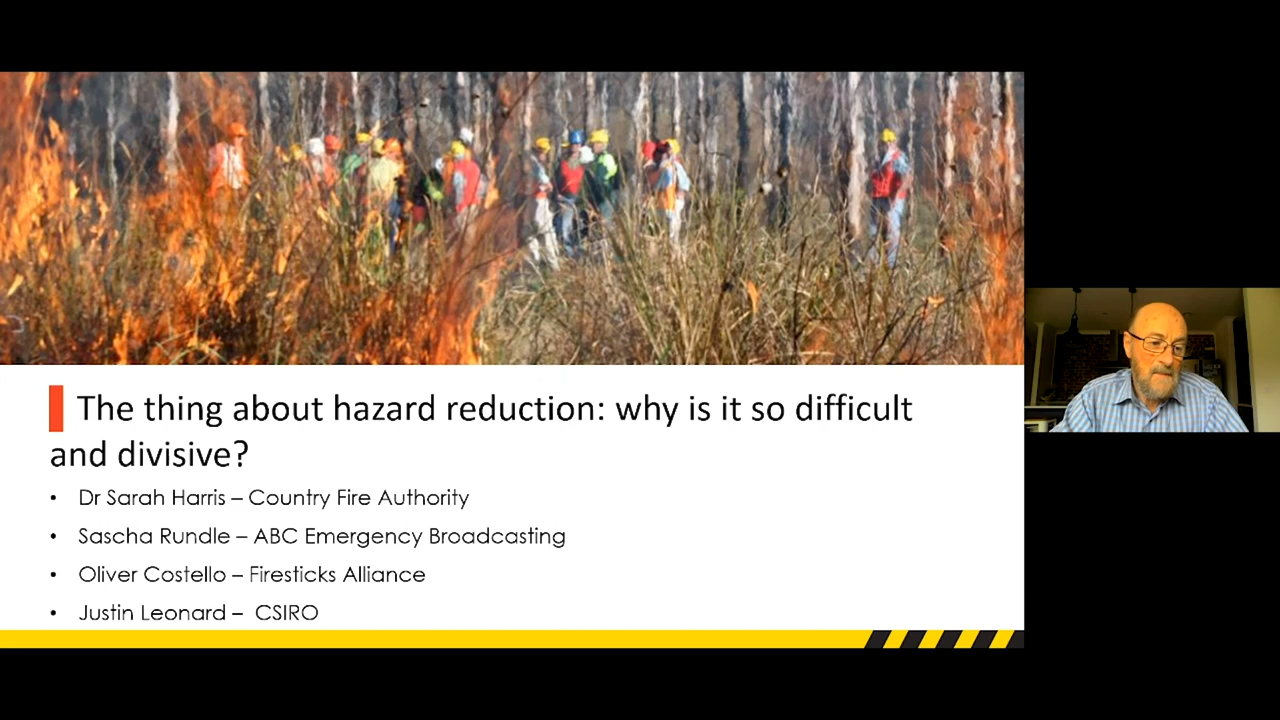 The thing about hazard reduction: why is it so difficult
and divisive?
• Dr Sarah Harris – Country Fire Authority
• Sascha Rundle – ABC Emergency Broadcasting
• Oliver Costello – Firesticks Alliance
• Justin Leonard – CSIRO